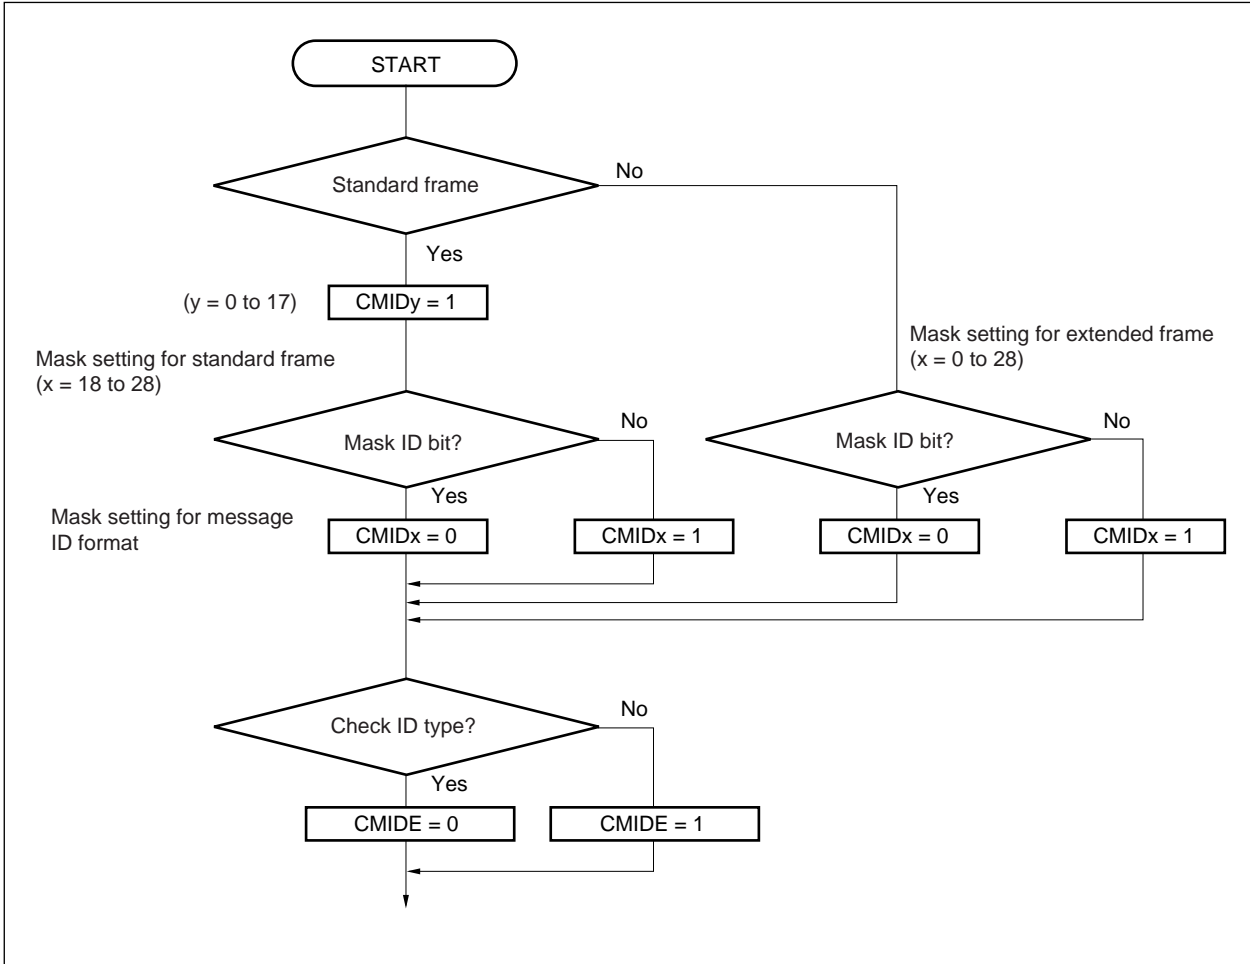 START
Standard frame
No
Yes
(y = 0 to 17)
CMIDy = 1
Mask setting for standard frame
(x = 18 to 28)
Mask setting for extended frame
(x = 0 to 28)
Mask ID bit?
No
Yes
Mask ID bit?
No
Yes
Mask setting for message
ID format
CMIDx = 0
CMIDx = 1
CMIDx = 0
CMIDx = 1
Check ID type?
No
Yes
CMIDE = 0
CMIDE = 1